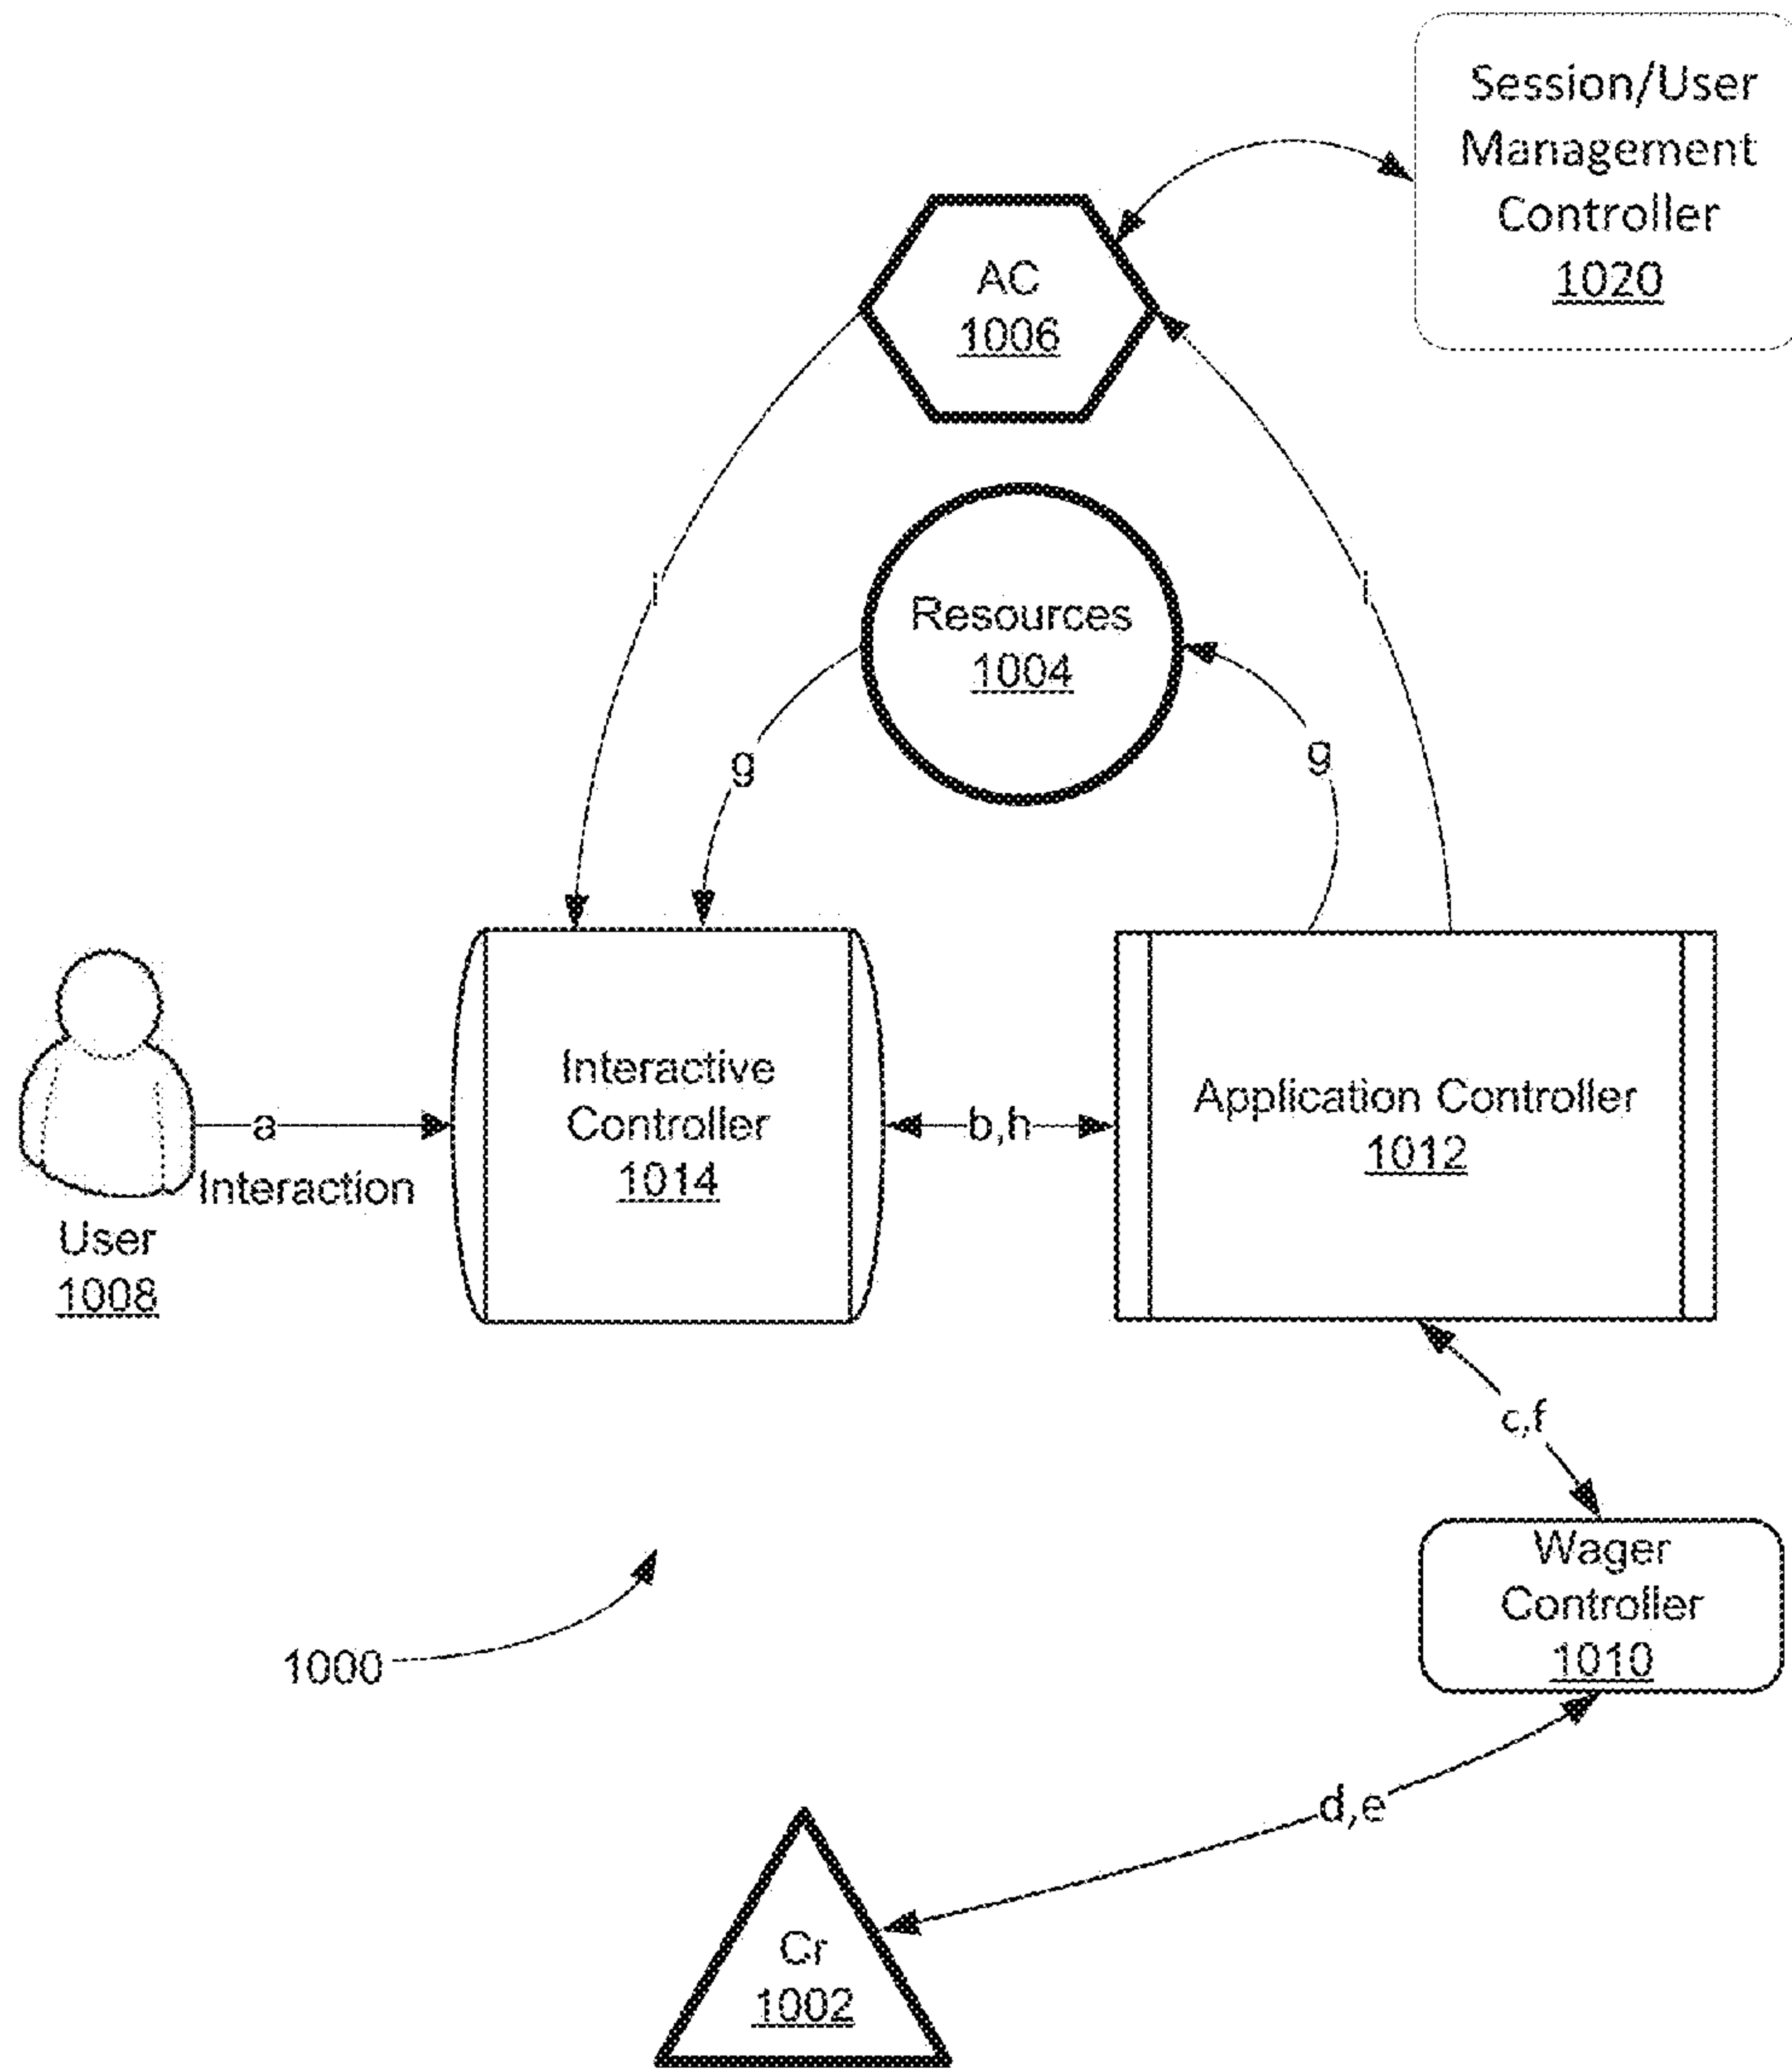 Session/User
Management
Controller
1020
AC
1006
Resources
1004
i
i
g
g
Interactive
Controller
1014
Application Controller
1012
a
Interaction
b,h
User
1008
c,f
Wager
Controller
1010
1000
d,e
Cr
1002